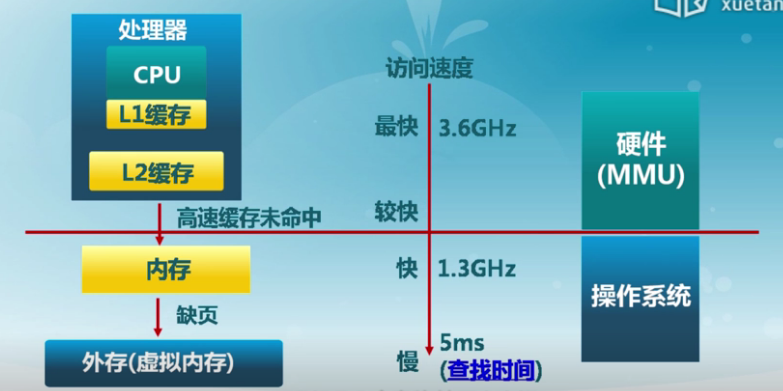 xuetan
处理器
CPU
L1缓存
L2缓存
高速缓存未命中
内存
缺页
外存(虚拟内存)
访问速度
最快 3.6GHz
较快
快 1.3GHz
慢 5ms
(查找时间)
硬件
(MMU)
操作系统